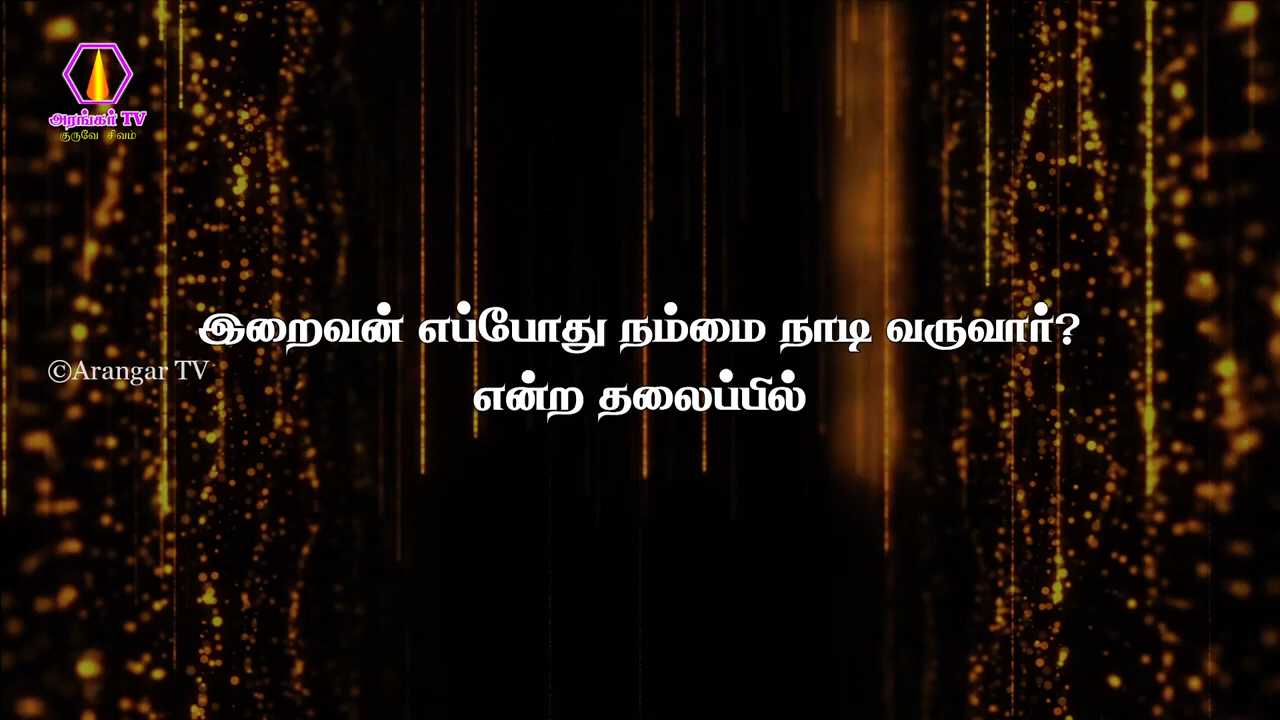 அரங்கர் TV
குருவே சிவம்
இறைவன் எப்போது நம்மை நாடி வருவார்?
©Arangar TV
என்ற தலைப்பில்